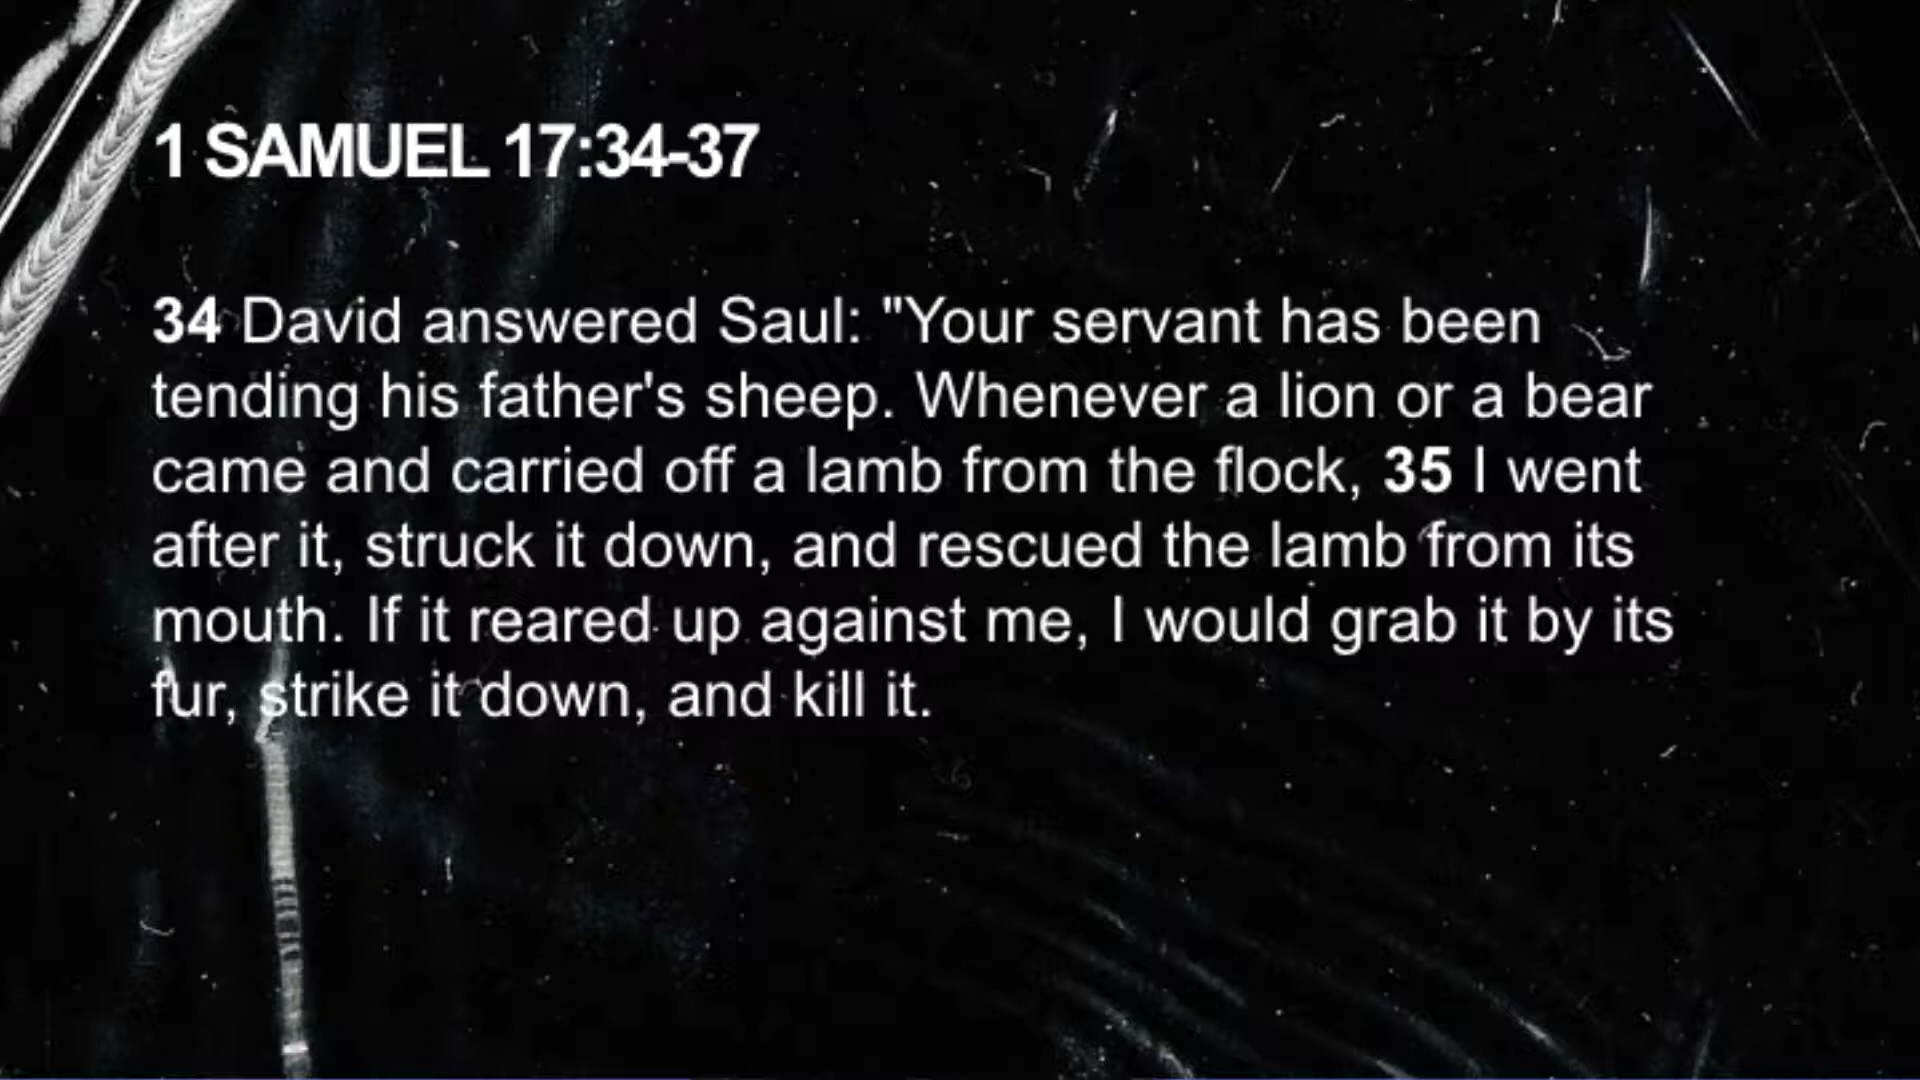 1 SAMUEL 17:34-37
34 David answered Saul: "Your servant has been
tending his father's sheep. Whenever a lion or a bear
came and carried off a lamb from the flock, 35 I went
after it, struck it down, and rescued the lamb from its
mouth. If it reared up against me, I would grab it by its
fur, strike it down, and kill it.